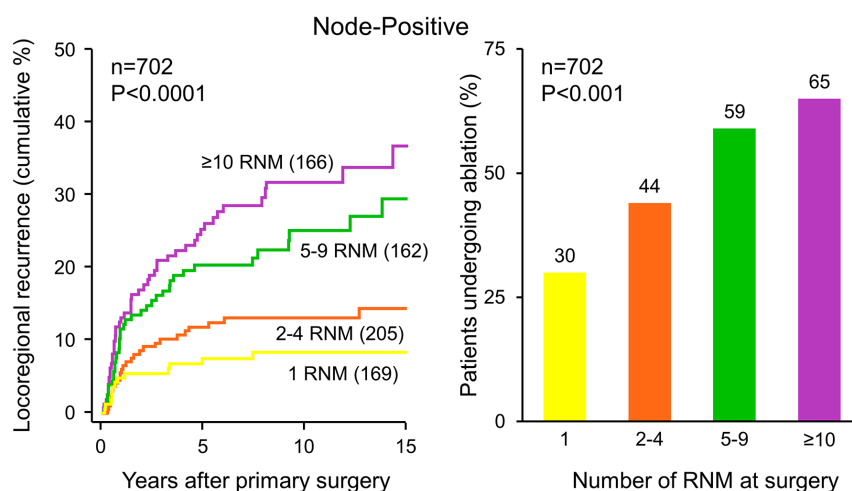 Node-Positive
Locoregional recurrence (cumulative %)
50
40
30
20
10
0
n=702
P<0.0001
≥10 RNM (166)
5-9 RNM (162)
2-4 RNM (205)
1 RNM (169)
0 5 10 15
Years after primary surgery
Patients undergoing ablation (%)
75
50
25
0
n=702
P<0.001
30
44
59
65
1 2-4 5-9 ≥10
Number of RNM at surgery